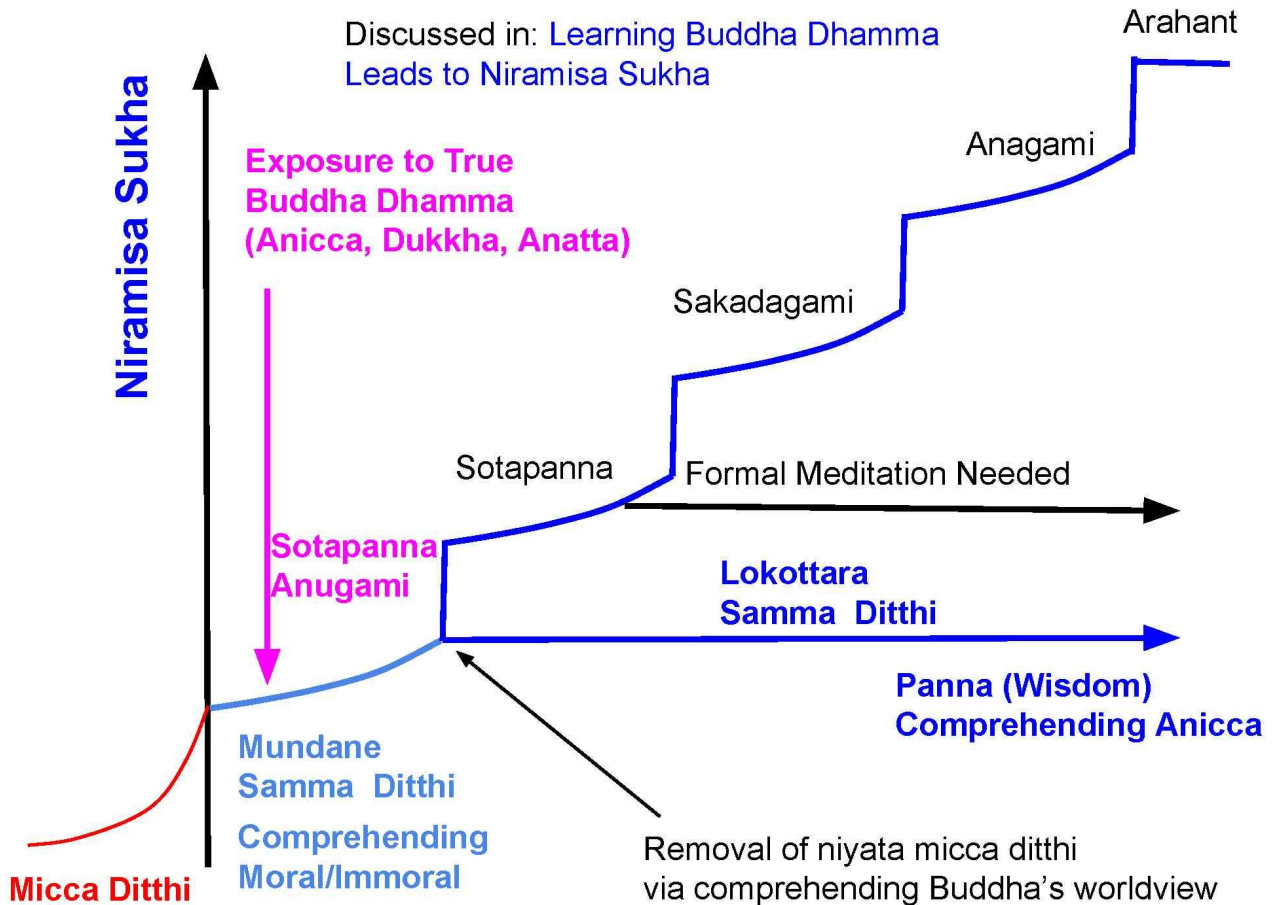 Discussed in: Learning Buddha Dhamma
Leads to Niramisa Sukha
Arahant
Niramisa Sukha
Exposure to True
Buddha Dhamma
(Anicca, Dukkha, Anatta)
Anagami
Sakadagami
Sotapanna
Formal Meditation Needed
Sotapanna
Anugami
Lokottara
Samma Ditthi
Panna (Wisdom)
Comprehending Anicca
Mundane
Samma Ditthi
Comprehending
Moral/Immoral
Micca Ditthi
Removal of niyata micca ditthi
via comprehending Buddha's worldview